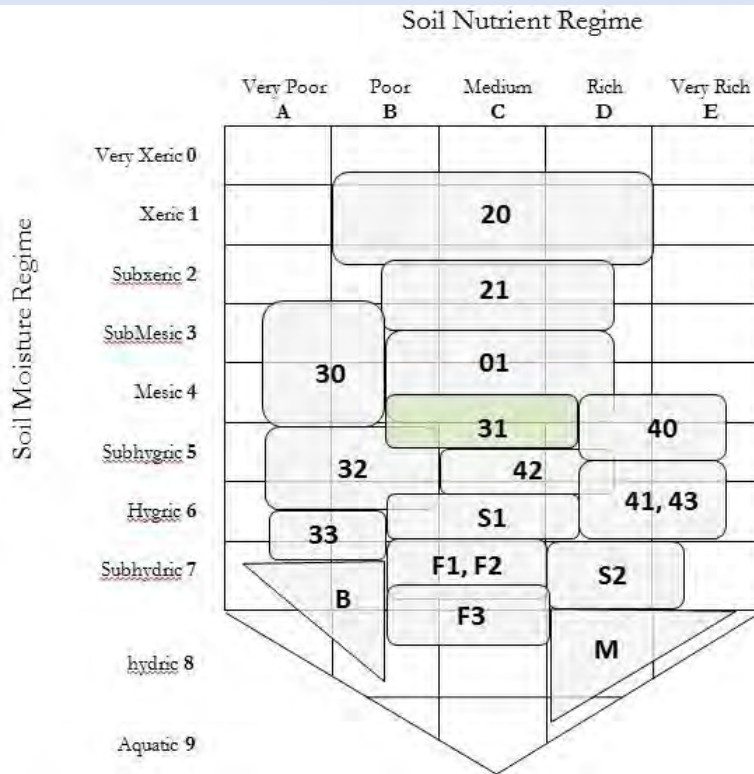 Soil Nutrient Regime
Very Poor Poor Medium Rich Very Rich
A B C D E
Soil Moisture Regime
Very Xeric 0
Xeric 1
20
Subxeric 2
21
SubMesic 3
01
30
Mesic 4
31 40
Subhygric 5
32 42
41, 43
Hygric 6
S1
33
Subhydric 7
F1, F2 S2
B
F3
M
hydric 8
Aquatic 9